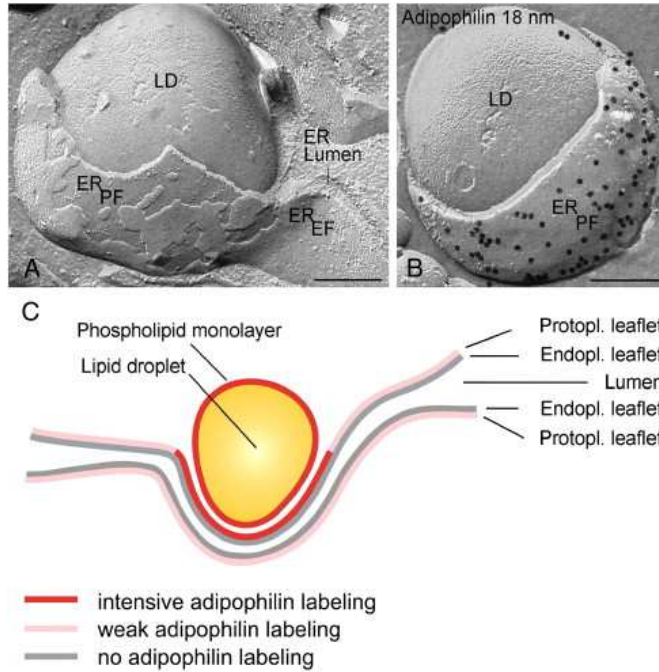 Adipophilin 18 nm
LD
ER
Lumen
ER
PF
ER
EF
A
LD
ER
PF
B
C
Phospholipid monolayer
Lipid droplet
Protopl. leaflet
Endopl. leaflet
Lumen
Endopl. leaflet
Protopl. leaflet
intensive adipophilin labeling
weak adipophilin labeling
no adipophilin labeling